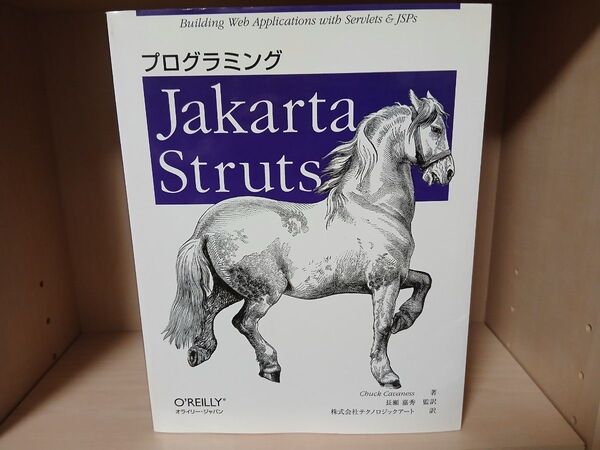 Building Web Applications with Servlets & JSPs
プログラミング
Jakarta
Struts
Chuck Cavaness 著
長瀬 嘉秀 監訳
株式会社テクノロジックアート 訳
O'REILLY®
オライリー・ジャパン